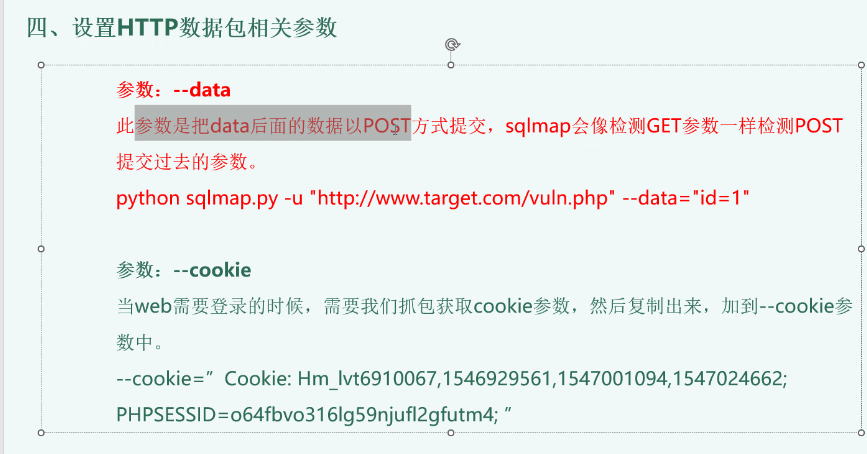 四、设置HTTP数据包相关参数
参数：--data
此参数是把data后面的数据以POST方式提交，sqlmap会像检测GET参数一样检测POST
提交过去的参数。
python sqlmap.py -u "http://www.target.com/vuln.php" --data="id=1"
参数：--cookie
当web需要登录的时候，需要我们抓包获取cookie参数，然后复制出来，加到--cookie参
数中。
--cookie=” Cookie: Hm_lvt6910067,1546929561,1547001094,1547024662;
PHPSESSID=o64fbvo316lg59njufl2gfutm4; ”